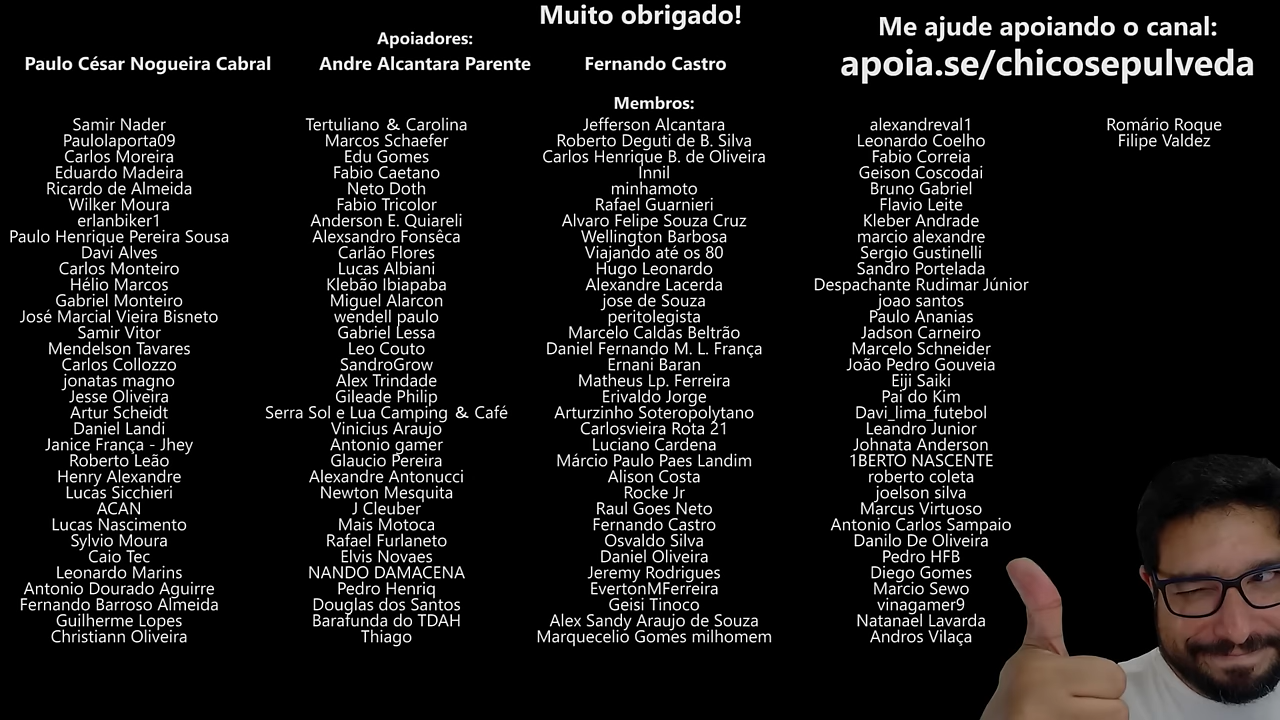 Muito obrigado!
Apoiadores:
Paulo César Nogueira Cabral
Andre Alcantara Parente
Fernando Castro
Me ajude apoiando o canal:
apoia.se/chicosepulveda
Membros:
Samir Nader
Paulolaporta09
Carlos Moreira
Eduardo Madeira
Ricardo de Almeida
Wilker Moura
erlanbiker1
Paulo Henrique Pereira Sousa
Davi Alves
Carlos Monteiro
Hélio Marcos
Gabriel Monteiro
José Marcial Vieira Bisneto
Samir Vitor
Mendelson Tavares
Carlos Collozzo
jonatas magno
Jesse Oliveira
Artur Scheidt
Daniel Landi
Janice França - Jhey
Roberto Leão
Henry Alexandre
Lucas Sicchieri
ACAN
Lucas Nascimento
Sylvio Moura
Caio Tec
Leonardo Marins
Antonio Dourado Aguirre
Fernando Barroso Almeida
Guilherme Lopes
Christiann Oliveira
Tertuliano & Carolina
Marcos Schaefer
Edu Gomes
Fabio Caetano
Neto Doth
Fabio Tricolor
Anderson E. Quiareli
Alexsandro Fonsêca
Carlão Flores
Lucas Albiani
Klebão Ibiapaba
Miguel Alarcon
wendell paulo
Gabriel Lessa
Leo Couto
SandroGrow
Alex Trindade
Gileade Philip
Serra Sol e Lua Camping & Café
Vinicius Araujo
Antonio gamer
Glaucio Pereira
Alexandre Antonucci
Newton Mesquita
J Cleuber
Mais Motoca
Rafael Furlaneto
Elvis Novaes
NANDO DAMACENA
Pedro Henriq
Douglas dos Santos
Barafunda do TDAH
Thiago
Jefferson Alcantara
Roberto Deguti de B. Silva
Carlos Henrique B. de Oliveira
Innil
minhamoto
Rafael Guarnieri
Alvaro Felipe Souza Cruz
Wellington Barbosa
Viajando até os 80
Hugo Leonardo
Alexandre Lacerda
jose de Souza
peritolegista
Marcelo Caldas Beltrão
Daniel Fernando M. L. França
Ernani Baran
Matheus Lp. Ferreira
Erivaldo Jorge
Arturzinho Soteropolytano
Carlosvieira Rota 21
Luciano Cardena
Márcio Paulo Paes Landim
Alison Costa
Rocke Jr
Raul Goes Neto
Fernando Castro
Osvaldo Silva
Daniel Oliveira
Jeremy Rodrigues
EvertonMFerreira
Geisi Tinoco
Alex Sandy Araujo de Souza
Marquecelio Gomes milhomem
alexandreval1
Leonardo Coelho
Fabio Correia
Geison Coscodai
Bruno Gabriel
Flavio Leite
Kleber Andrade
marcio alexandre
Sergio Gustinelli
Sandro Portelada
Despachante Rudimar Júnior
joao santos
Paulo Ananias
Jadson Carneiro
Marcelo Schneider
João Pedro Gouveia
Eiji Saiki
Pai do Kim
Davi_lima_futebol
Leandro Junior
Johnata Anderson
1BERTO NASCENTE
roberto coleta
joelson silva
Marcus Virtuoso
Antonio Carlos Sampaio
Danilo De Oliveira
Pedro HFB
Diego Gomes
Marcio Sewo
vinagamer9
Natanael Lavarda
Andros Vilaça
Romário Roque
Filipe Valdez